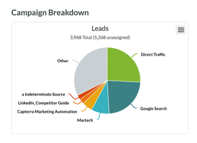 Campaign Breakdown
Leads
3,968 Total (5,268 unassigned)
Direct Traffic
Other
a Indeterminate Source
LinkedIn_Competitor Guide
Capterra Marketing Automation
Martech
Google Search